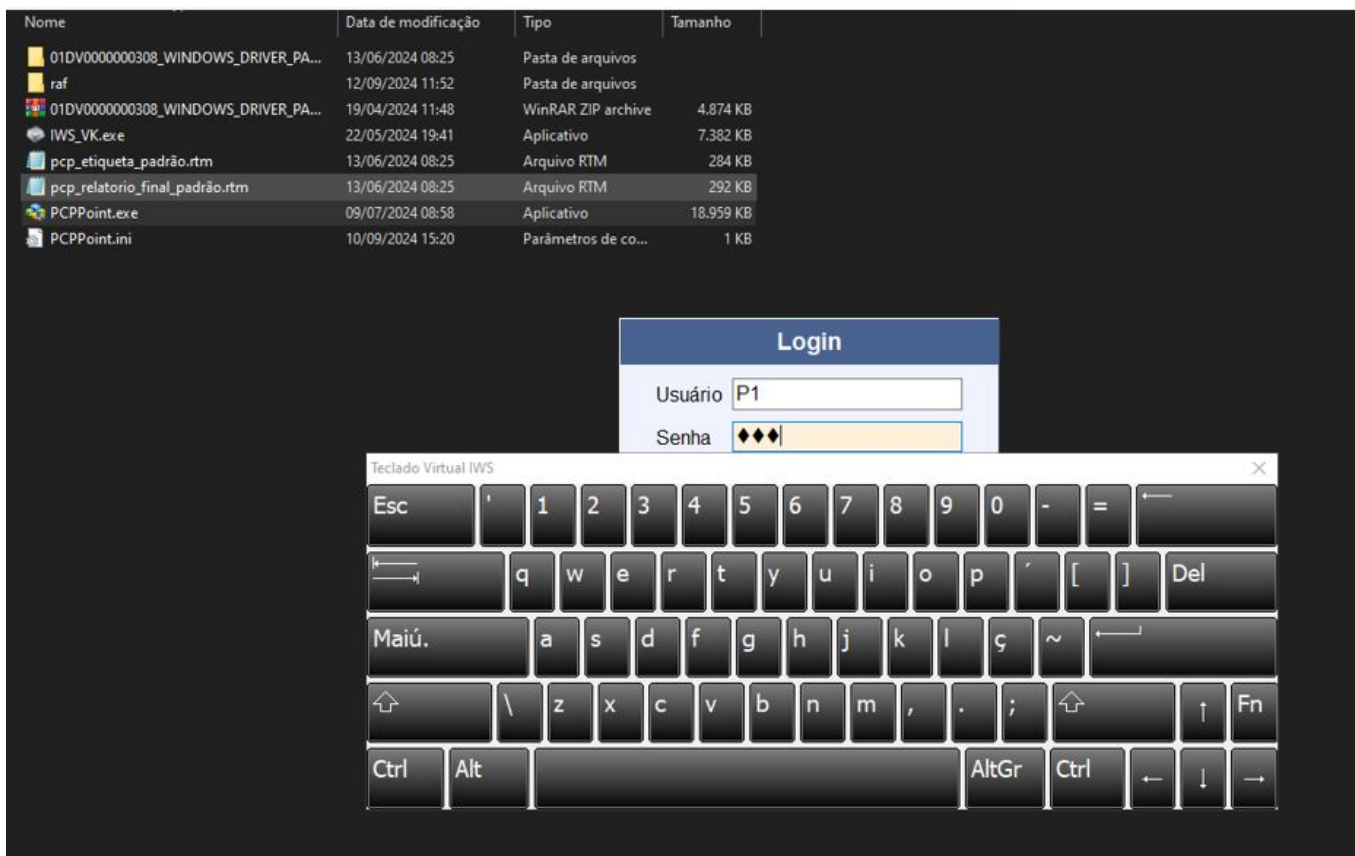 Nome Data de modificação Tipo Tamanho
01DV0000000308_WINDOWS_DRIVER_PA... 13/06/2024 08:25 Pasta de arquivos
raf 12/09/2024 11:52 Pasta de arquivos
01DV0000000308_WINDOWS_DRIVER_PA... 19/04/2024 11:48 WinRAR ZIP archive 4.874 KB
IWS_VK.exe 22/05/2024 19:41 Aplicativo 7.382 KB
pcp_etiqueta_padrão.rtm 13/06/2024 08:25 Arquivo RTM 284 KB
pcp_relatorio_final_padrão.rtm 13/06/2024 08:25 Arquivo RTM 292 KB
PCPPoint.exe 09/07/2024 08:58 Aplicativo 18.959 KB
PCPPoint.ini 10/09/2024 15:20 Parâmetros de co... 1 KB
Login
Usuário P1
Senha ♦♦♦
Teclado Virtual IWS
Esc ' 1 2 3 4 5 6 7 8 9 0 - = ←
q w e r t y u i o p ´ [ ] Del
Maiú. a s d f g h j k l ç ~
\ z x c v b n m , . ; ↑ Fn
Ctrl Alt AltGr Ctrl ← ↓ →